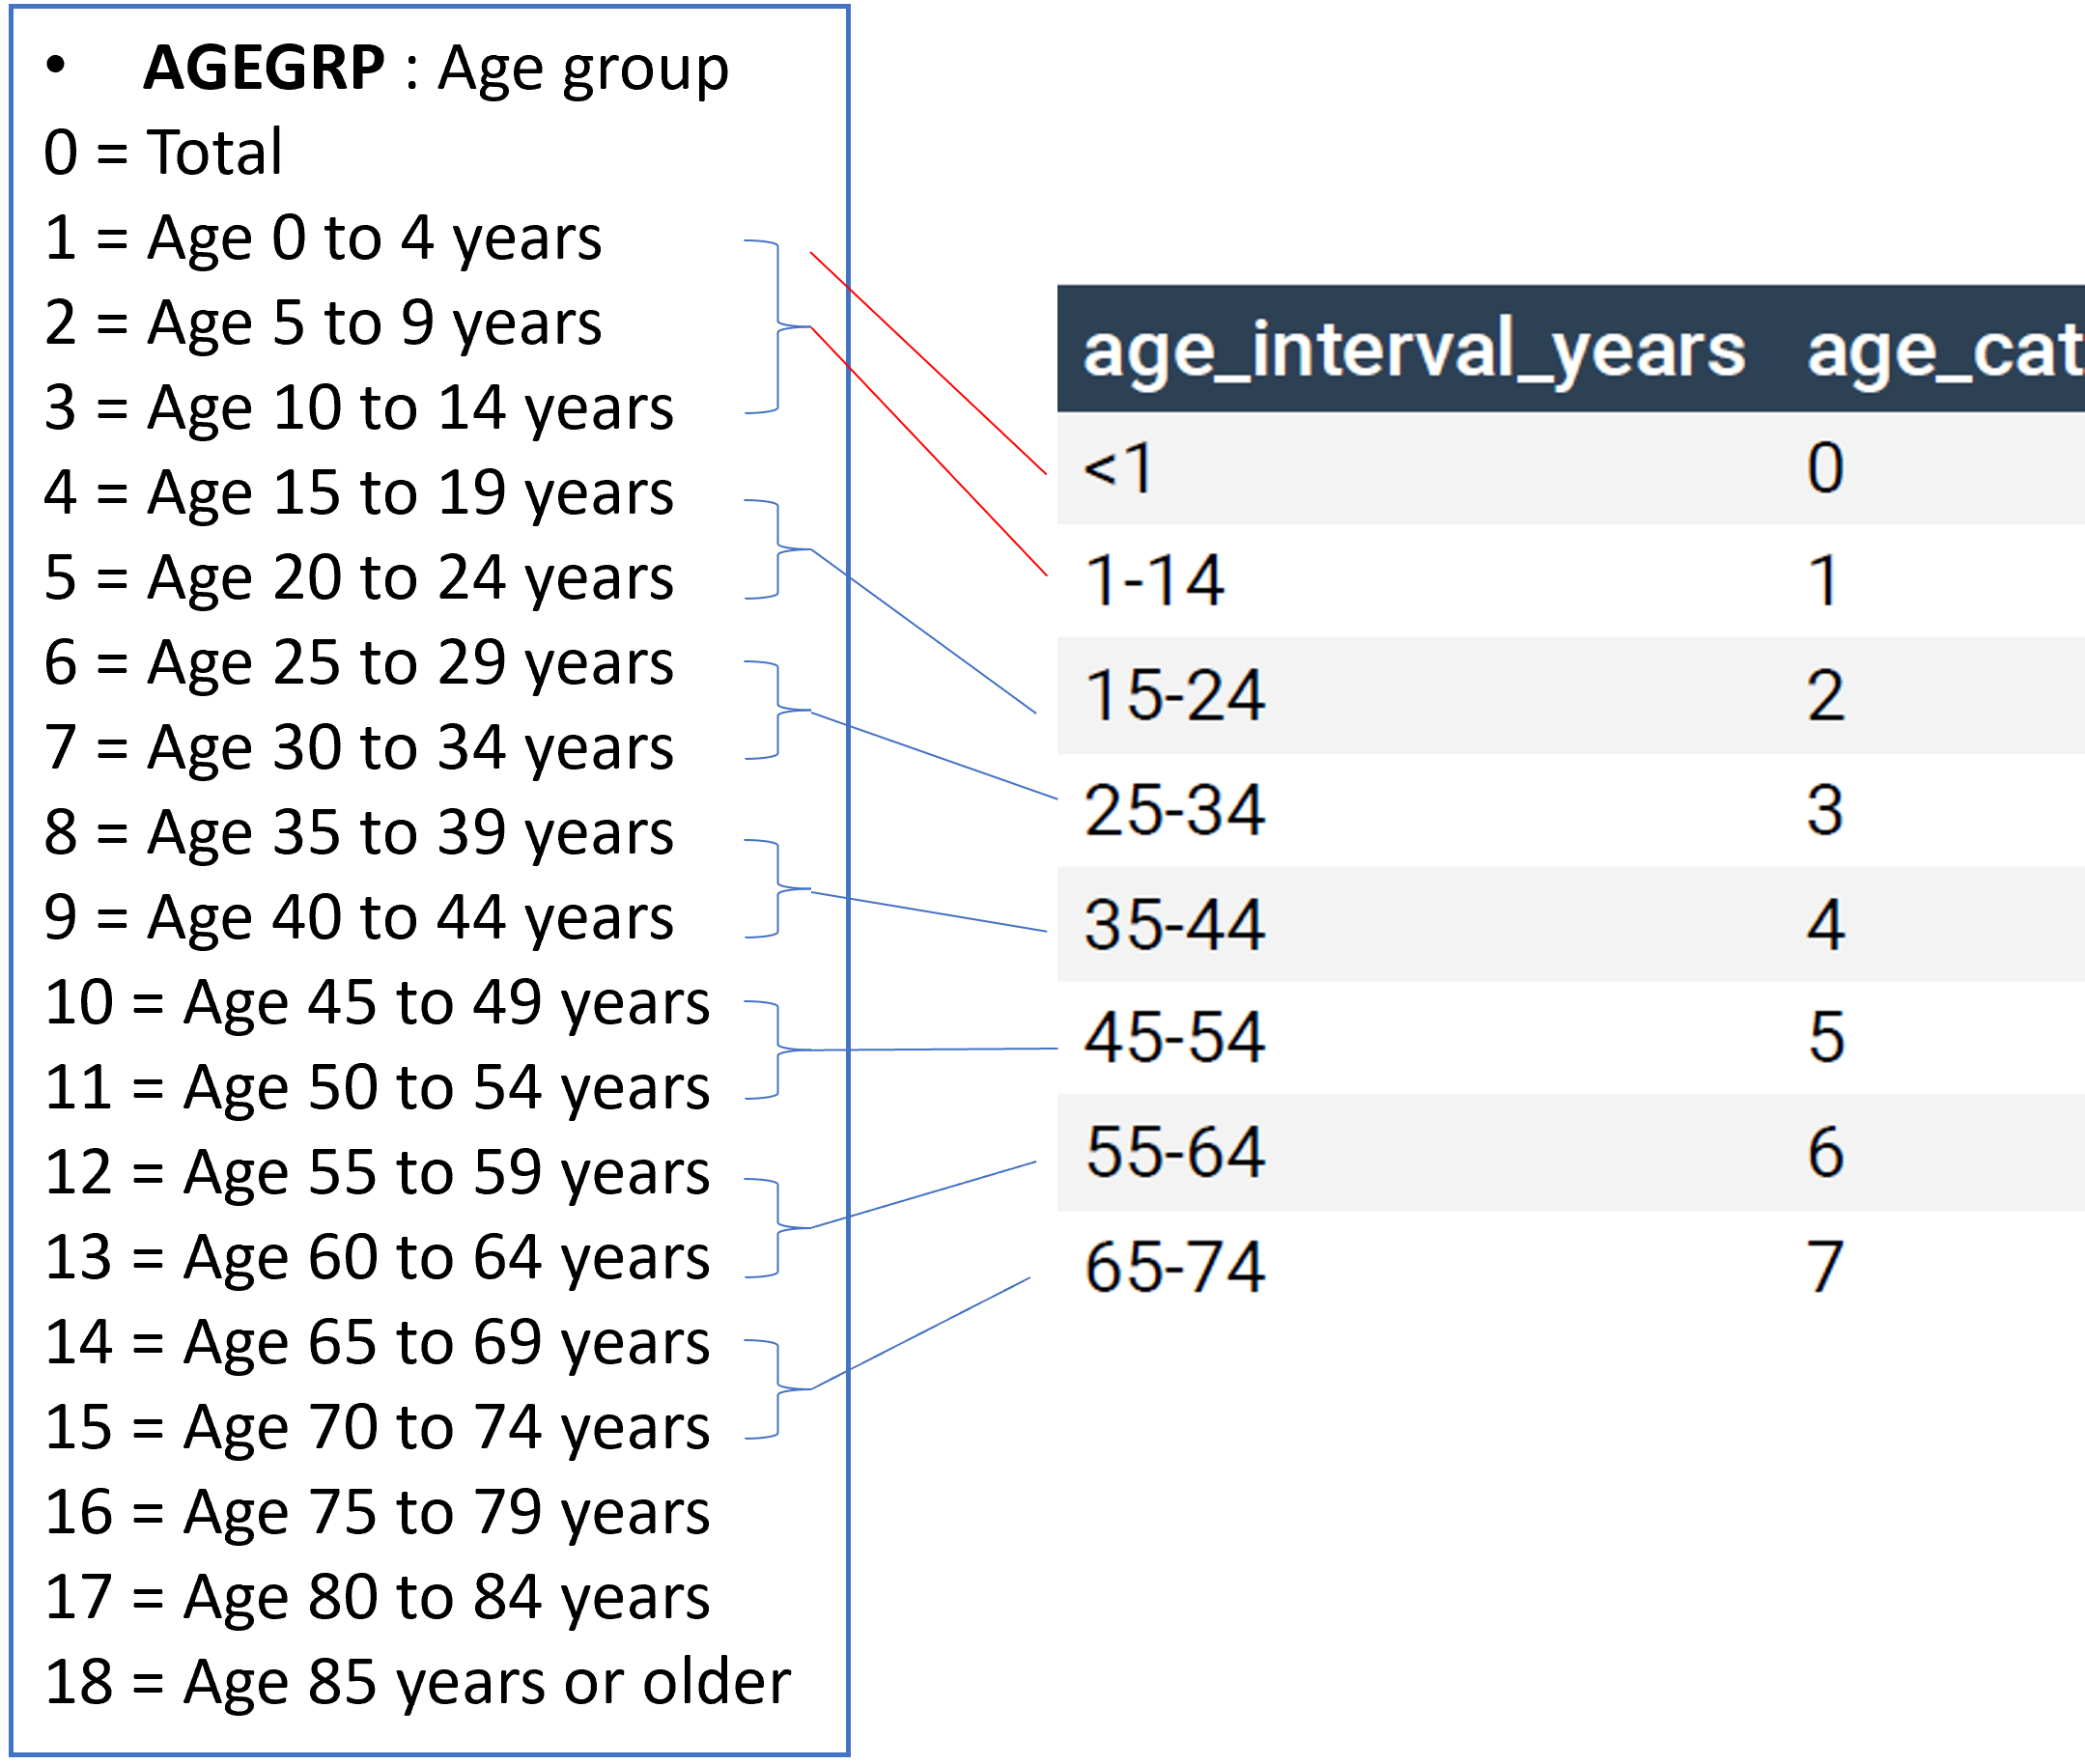 • AGEGRP : Age group
0 = Total
1 = Age 0 to 4 years
2 = Age 5 to 9 years
3 = Age 10 to 14 years
4 = Age 15 to 19 years
5 = Age 20 to 24 years
6 = Age 25 to 29 years
7 = Age 30 to 34 years
8 = Age 35 to 39 years
9 = Age 40 to 44 years
10 = Age 45 to 49 years
11 = Age 50 to 54 years
12 = Age 55 to 59 years
13 = Age 60 to 64 years
14 = Age 65 to 69 years
15 = Age 70 to 74 years
16 = Age 75 to 79 years
17 = Age 80 to 84 years
18 = Age 85 years or older
age_interval_years age_cat
<1 0
1-14 1
15-24 2
25-34 3
35-44 4
45-54 5
55-64 6
65-74 7